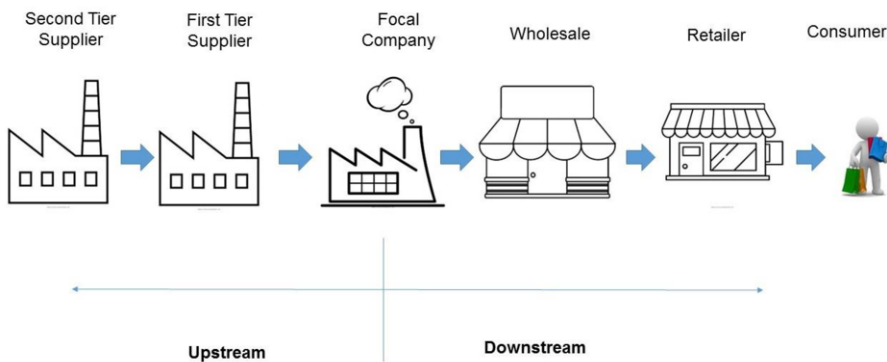 Second Tier
Supplier
First Tier
Supplier
Focal
Company
Wholesale
Retailer
Consumer
Upstream
Downstream